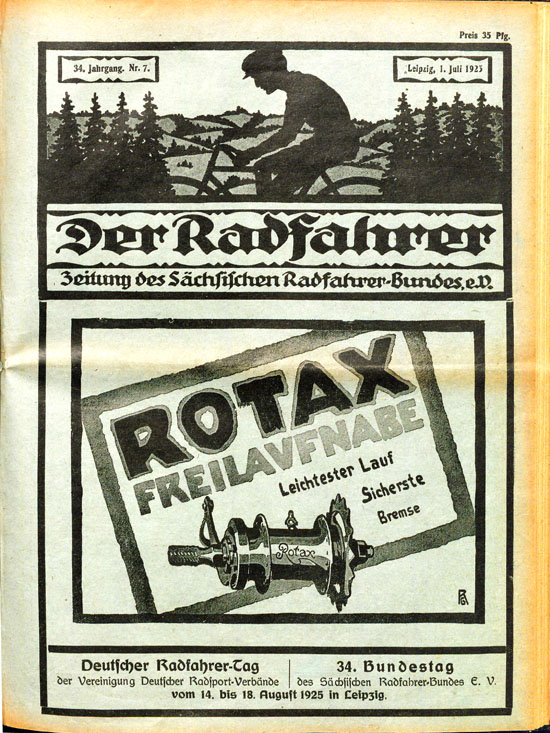 Preis 35 Pfg.
34. Jahrgang. Nr. 7.
Leipzig, 1. Juli 1925
Der Radfahrer
Zeitung des Sächsischen Radfahrer-Bundes, e.V.
ROTAX
FREILAUFNABE
Leichtester Lauf
Sicherste
Bremse
Rotax
Deutscher Radfahrer-Tag
der Vereinigung Deutscher Radsport-Verbände
34. Bundestag
des Sächsischen Radfahrer-Bundes E. V.
vom 14. bis 18. August 1925 in Leipzig.